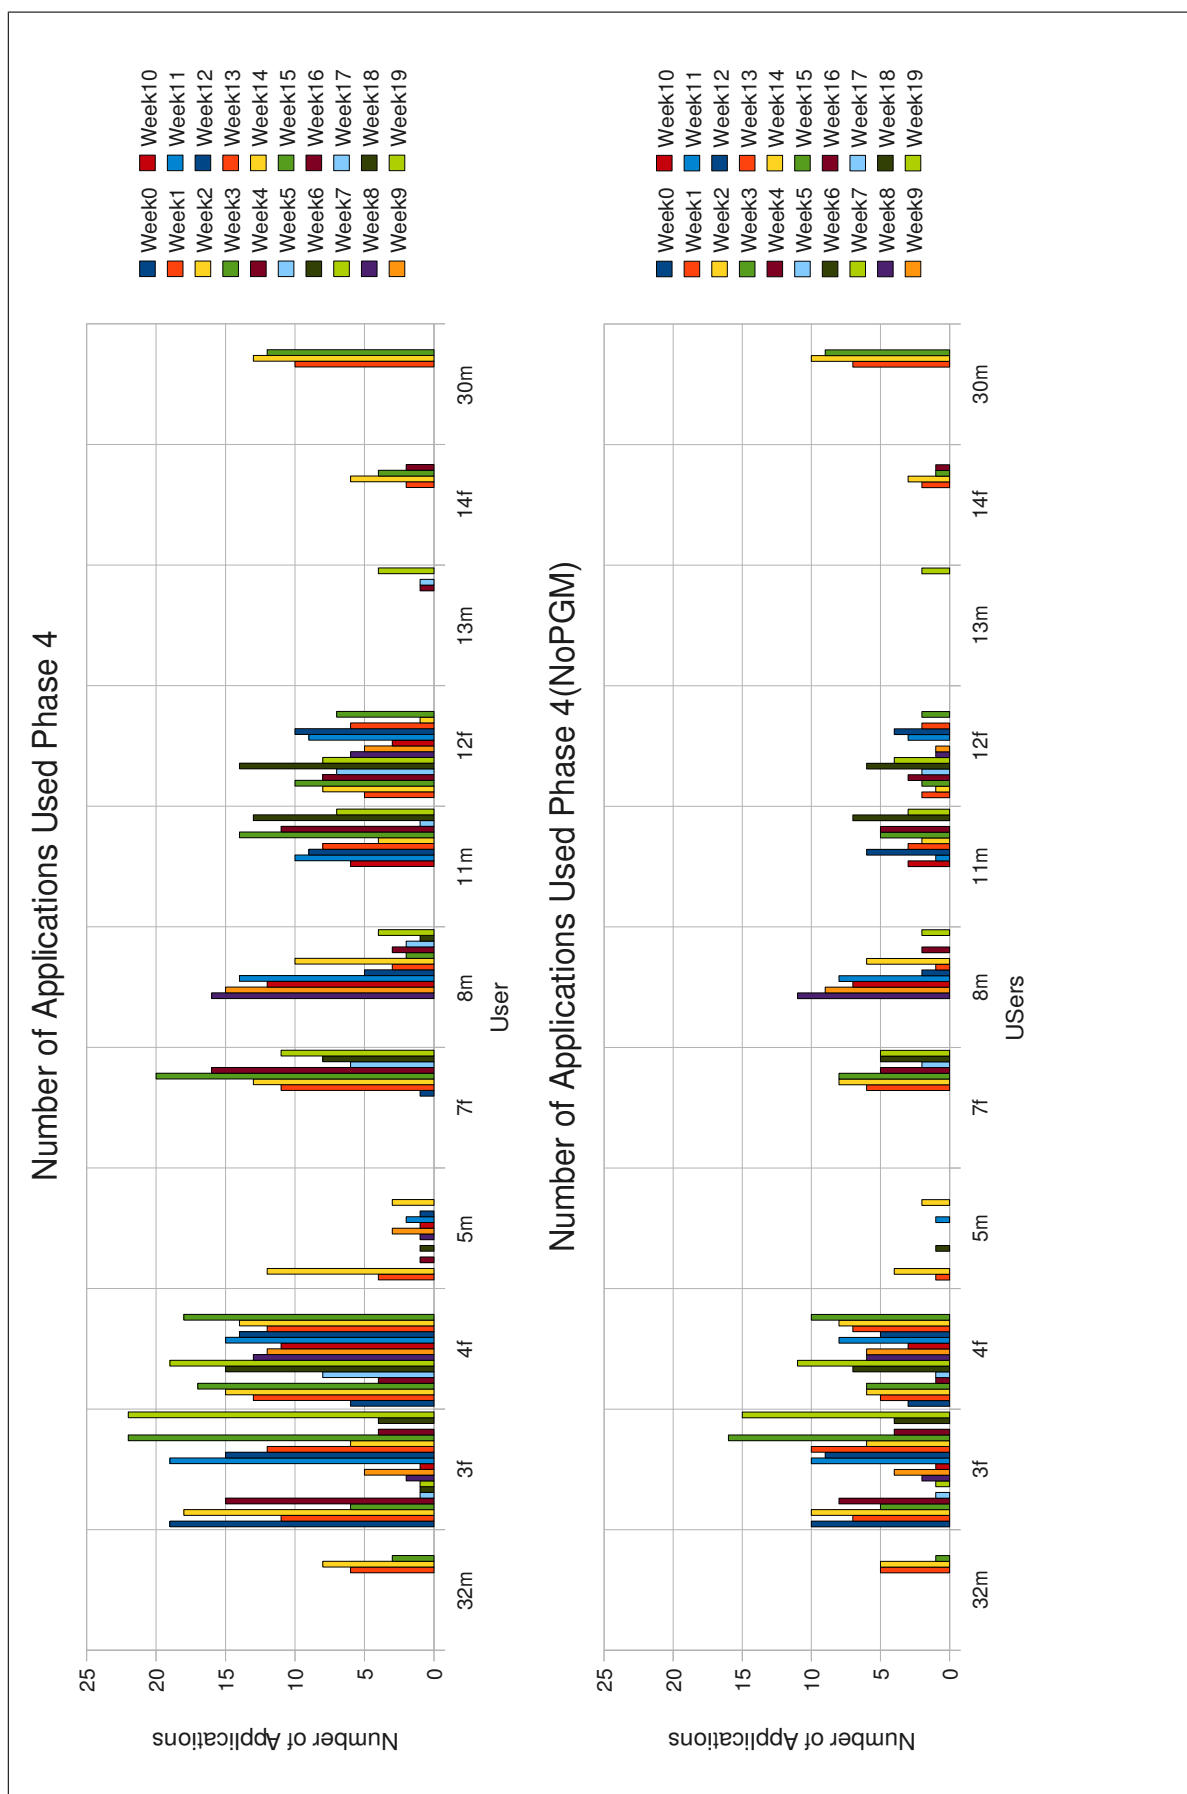 Number of Applications Used Phase 4
Number of Applications
25
20
15
10
5
0
32m
3f
4f
5m
7f
8m
11m
12f
13m
14f
30m
User
Week0
Week1
Week2
Week3
Week4
Week5
Week6
Week7
Week8
Week9
Week10
Week11
Week12
Week13
Week14
Week15
Week16
Week17
Week18
Week19
Number of Applications Used Phase 4(NoPGM)
Number of Applications
25
20
15
10
5
0
32m
3f
4f
5m
7f
8m
11m
12f
13m
14f
30m
USers
Week0
Week1
Week2
Week3
Week4
Week5
Week6
Week7
Week8
Week9
Week10
Week11
Week12
Week13
Week14
Week15
Week16
Week17
Week18
Week19